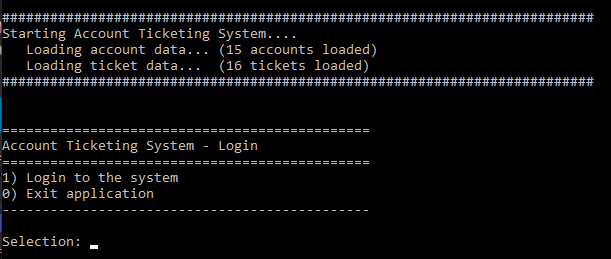 ##########################################################################
Starting Account Ticketing System....
   Loading account data... (15 accounts loaded)
   Loading ticket data...  (16 tickets loaded)
##########################################################################
==============================================
Account Ticketing System - Login
==============================================
1) Login to the system
0) Exit application
----------------------------------------------
Selection: _